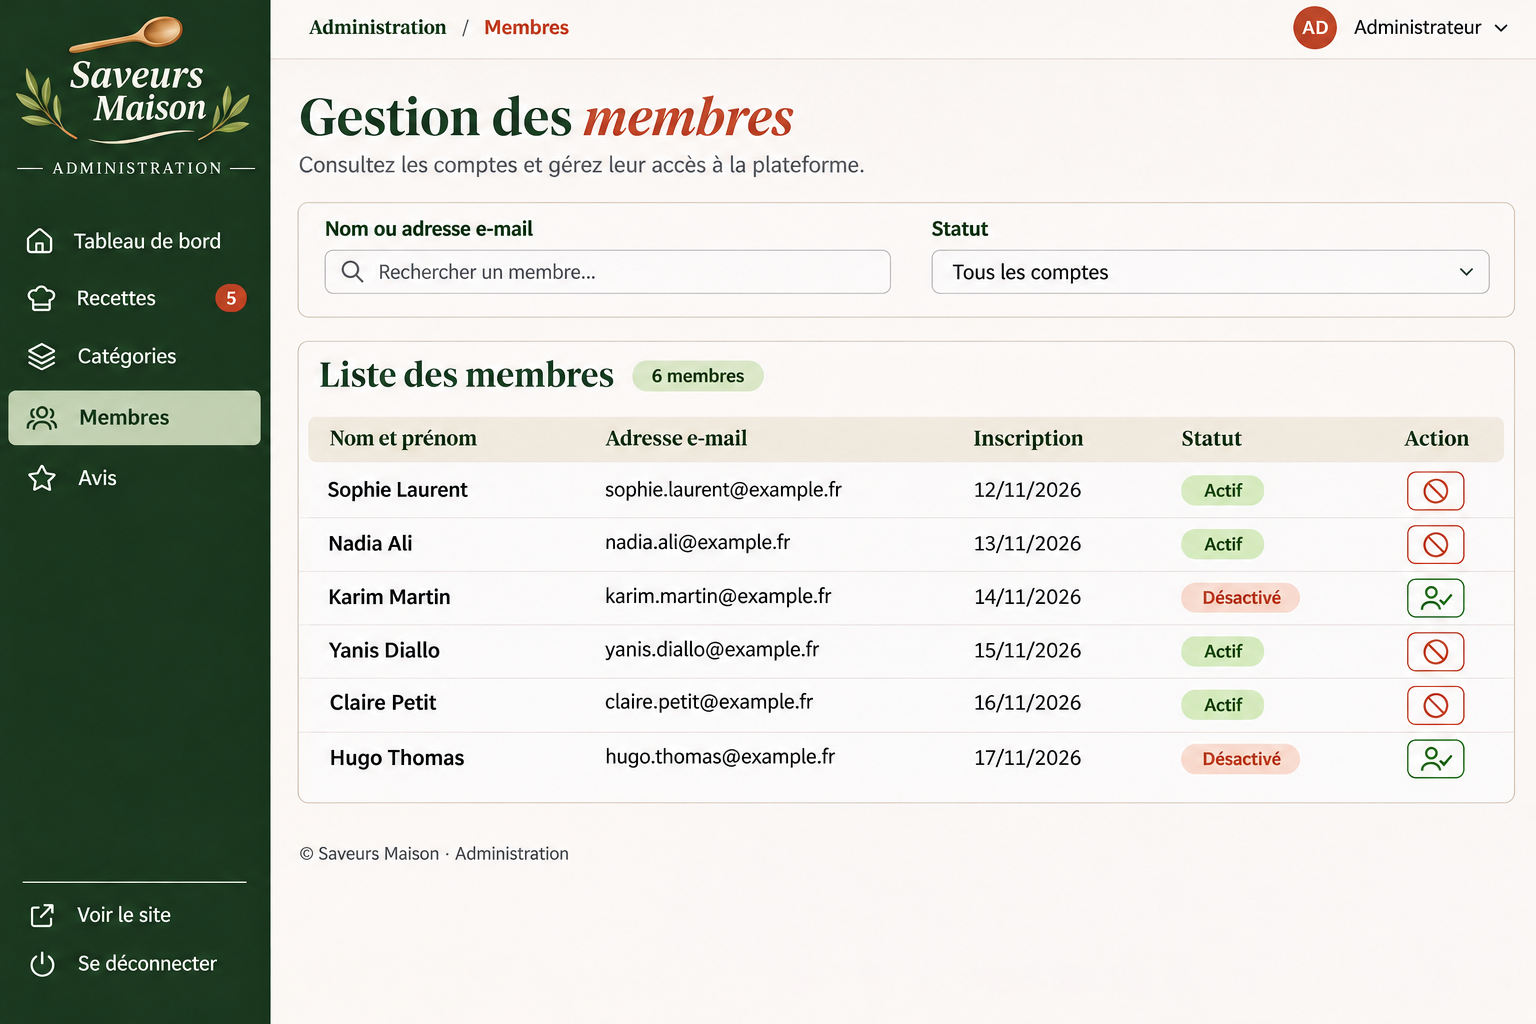 Saveurs
Maison
ADMINISTRATION
Tableau de bord
Recettes 5
Catégories
Membres
Avis
Voir le site
Se déconnecter
Administration / Membres
AD Administrateur
Gestion des membres
Consultez les comptes et gérez leur accès à la plateforme.
Nom ou adresse e-mail
Rechercher un membre...
Statut
Tous les comptes
Liste des membres 6 membres
Nom et prénom Adresse e-mail Inscription Statut Action
Sophie Laurent sophie.laurent@example.fr 12/11/2026 Actif
Nadia Ali nadia.ali@example.fr 13/11/2026 Actif
Karim Martin karim.martin@example.fr 14/11/2026 Désactivé
Yanis Diallo yanis.diallo@example.fr 15/11/2026 Actif
Claire Petit claire.petit@example.fr 16/11/2026 Actif
Hugo Thomas hugo.thomas@example.fr 17/11/2026 Désactivé
© Saveurs Maison · Administration